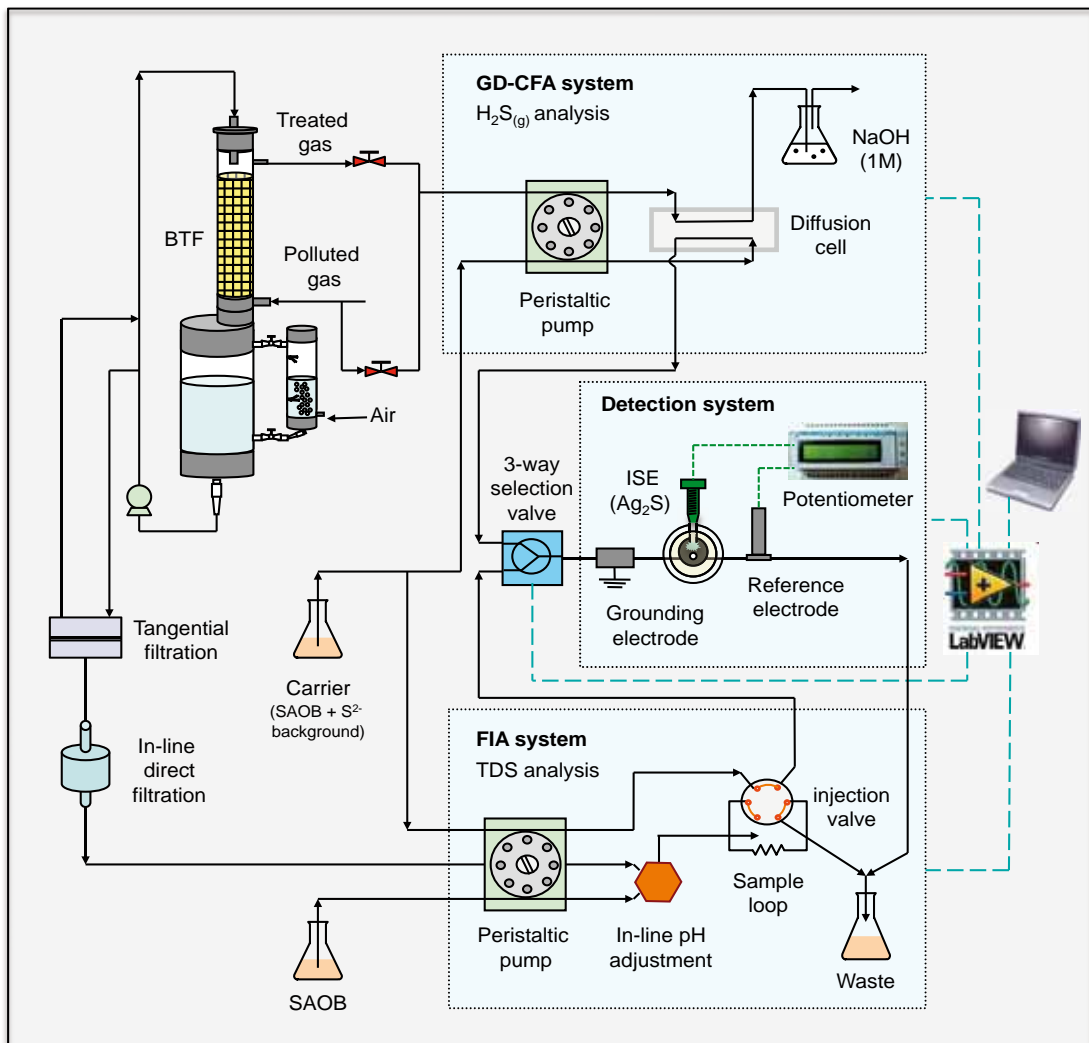 GD-CFA system
H₂S₍g₎ analysis
NaOH
(1M)
Treated
gas
BTF
Polluted
gas
Diffusion
cell
Peristaltic
pump
Air
Detection system
3-way
selection
valve
ISE
(Ag₂S)
Potentiometer
Reference
electrode
Grounding
electrode
LabVIEW
Tangential
filtration
Carrier
(SAOB + S²⁻
background)
In-line
direct
filtration
FIA system
TDS analysis
injection
valve
Sample
loop
Peristaltic
pump
In-line pH
adjustment
SAOB
Waste